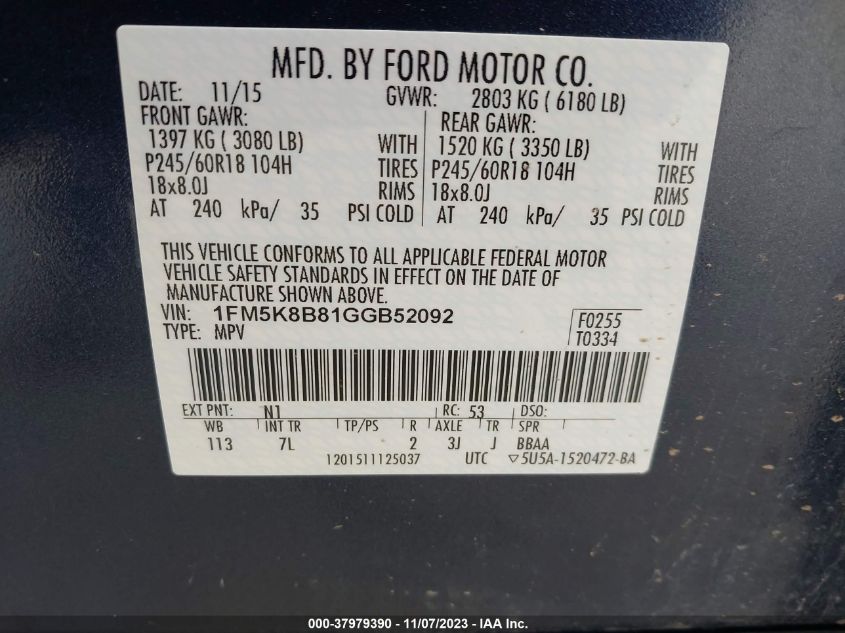 MFD. BY FORD MOTOR CO.
DATE: 11/15 GVWR: 2803 KG ( 6180 LB)
FRONT GAWR: REAR GAWR:
1397 KG ( 3080 LB) WITH 1520 KG ( 3350 LB) WITH
P245/60R18 104H TIRES P245/60R18 104H TIRES
18x8.0J RIMS 18x8.0J RIMS
AT 240 kPa/ 35 PSI COLD AT 240 kPa/ 35 PSI COLD
THIS VEHICLE CONFORMS TO ALL APPLICABLE FEDERAL MOTOR
VEHICLE SAFETY STANDARDS IN EFFECT ON THE DATE OF
MANUFACTURE SHOWN ABOVE.
VIN: 1FM5K8B81GGB52092 F0255
TYPE: MPV T0334
EXT PNT: N1 RC: 53 DSO:
WB INT TR TP/PS R AXLE TR SPR
113 7L 2 3J J BBAA
1201511125037 UTC ▽5U5A-1520472-BA
000-37979390 - 11/07/2023 - IAA Inc.